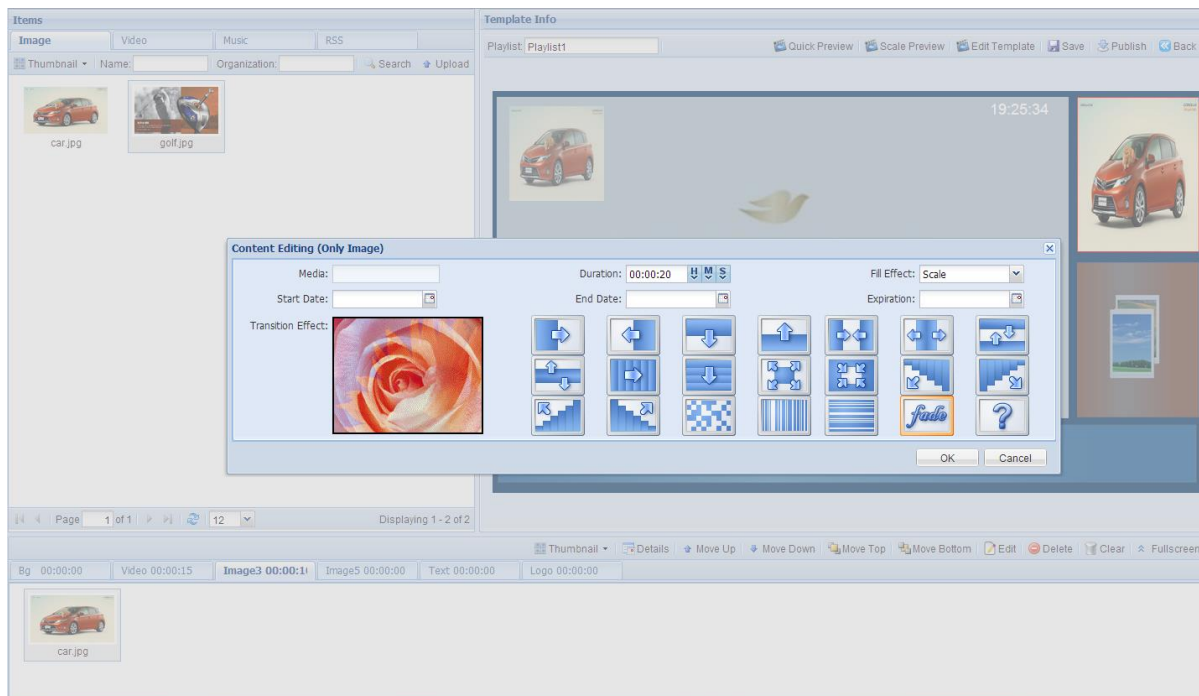 Items
Image Video Music RSS
Thumbnail Name: Organization: Search Upload
car.jpg golf.jpg
Page 1 of 1 12 Displaying 1 - 2 of 2
Template Info
Playlist: Playlist1 Quick Preview Scale Preview Edit Template Save Publish Back
19:25:34
Content Editing (Only Image)
Media: Duration: 00:00:20 H M S Fill Effect: Scale
Start Date: End Date: Expiration:
Transition Effect:
fade ?
OK Cancel
Thumbnail Details Move Up Move Down Move Top Move Bottom Edit Delete Clear Fullscreen
Bg 00:00:00 Video 00:00:15 Image3 00:00:1 Image5 00:00:00 Text 00:00:00 Logo 00:00:00
car.jpg